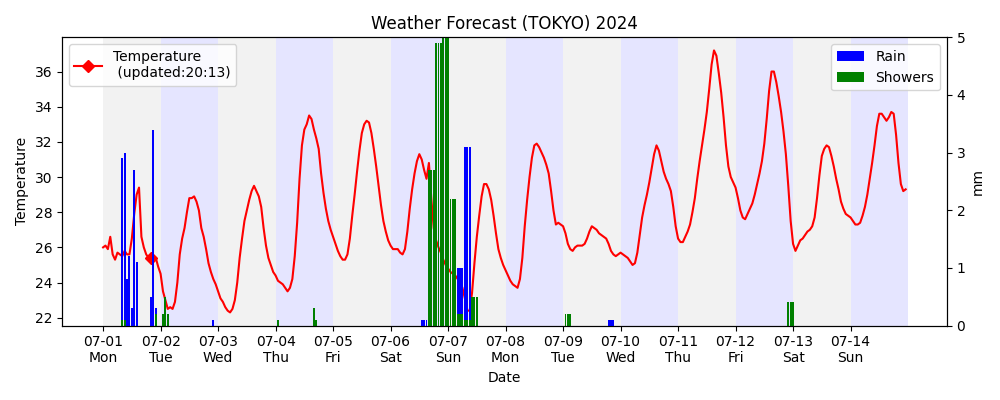 Weather Forecast (TOKYO) 2024
Temperature
(updated:20:13)
Rain
Showers
Temperature
36
34
32
30
28
26
24
22
5
4
3
2
1
0
mm
07-01 07-02 07-03 07-04 07-05 07-06 07-07 07-08 07-09 07-10 07-11 07-12 07-13 07-14
Mon Tue Wed Thu Fri Sat Sun Mon Tue Wed Thu Fri Sat Sun
Date